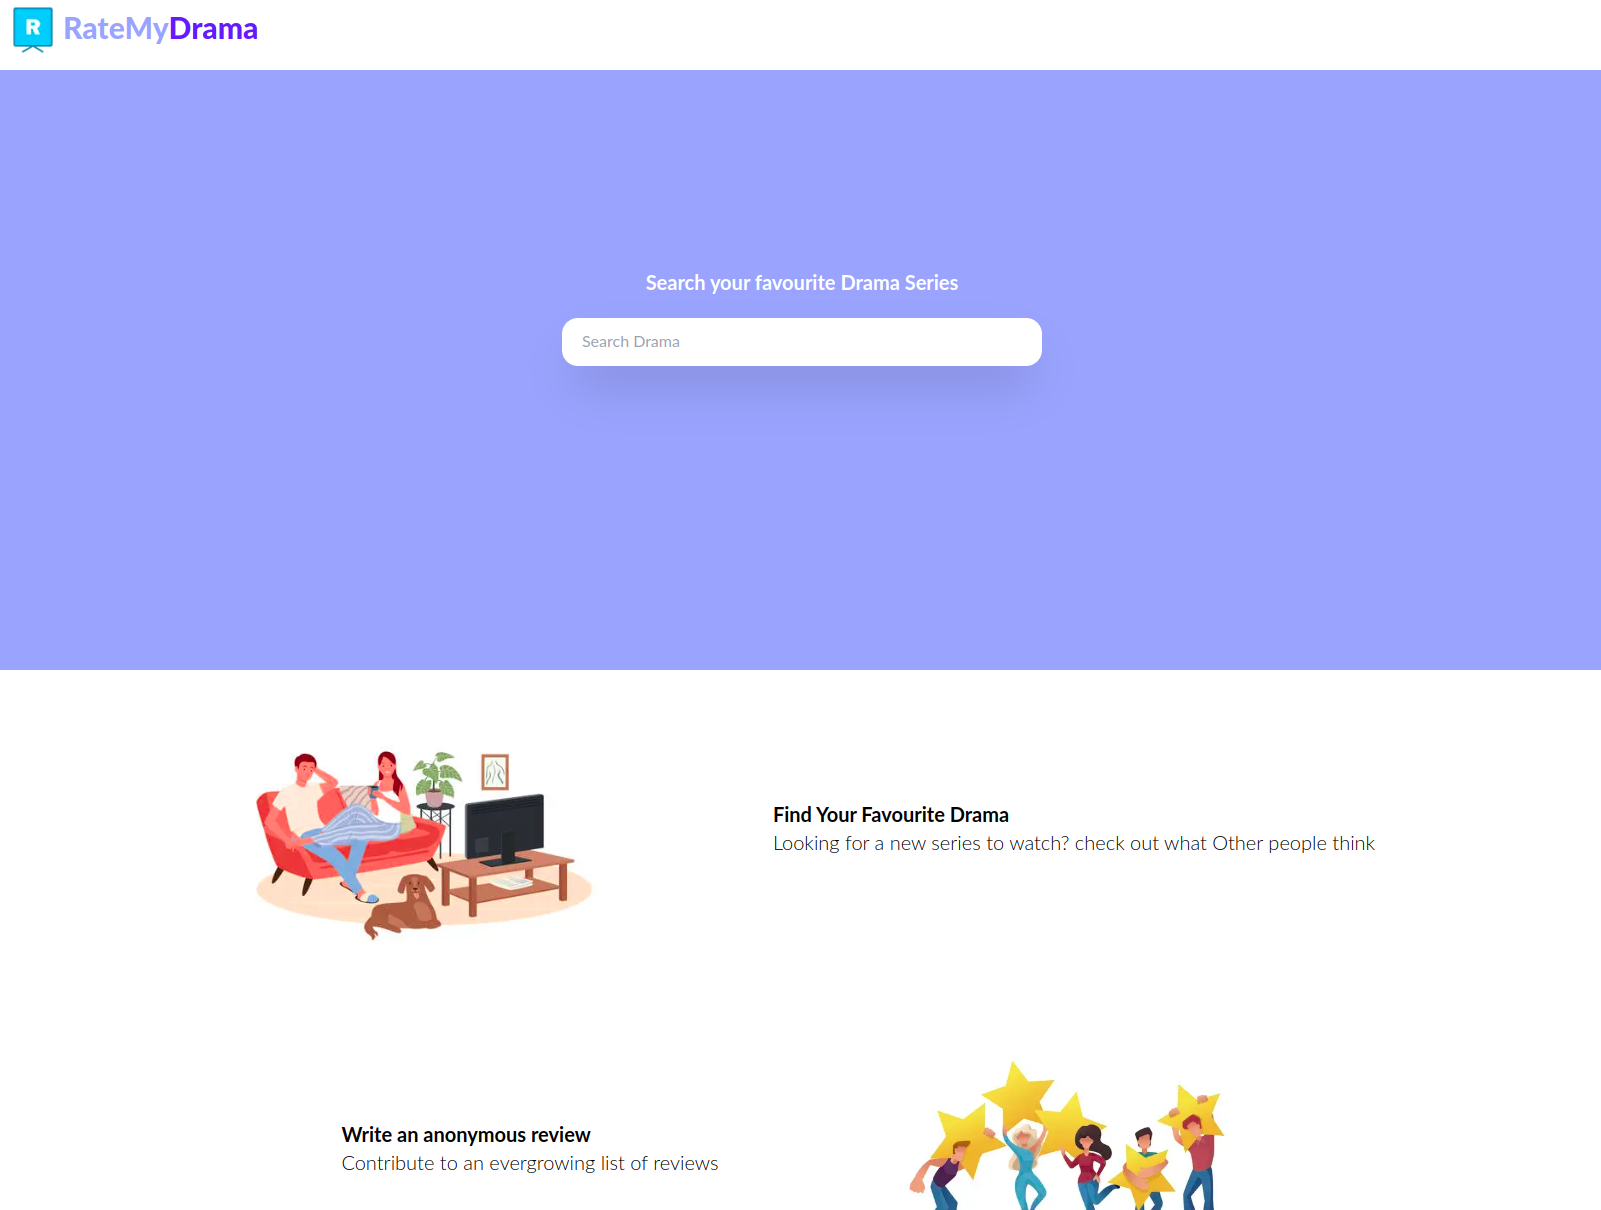 R RateMyDrama
Search your favourite Drama Series
Search Drama
Find Your Favourite Drama
Looking for a new series to watch? check out what Other people think
Write an anonymous review
Contribute to an evergrowing list of reviews